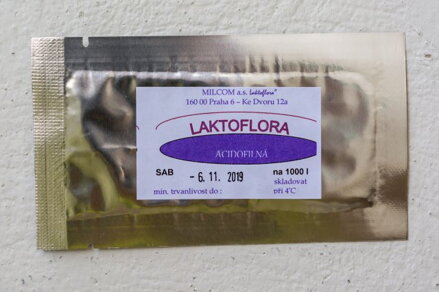 MILCOM a.s. Laktoflora®
160 00 Praha 6 – Ke Dvoru 12a
LAKTOFLORA
ACIDOFILNÁ
SAB - 6. 11. 2019 na 1000 l
skladovat
min. trvanlivost do : při 4°C